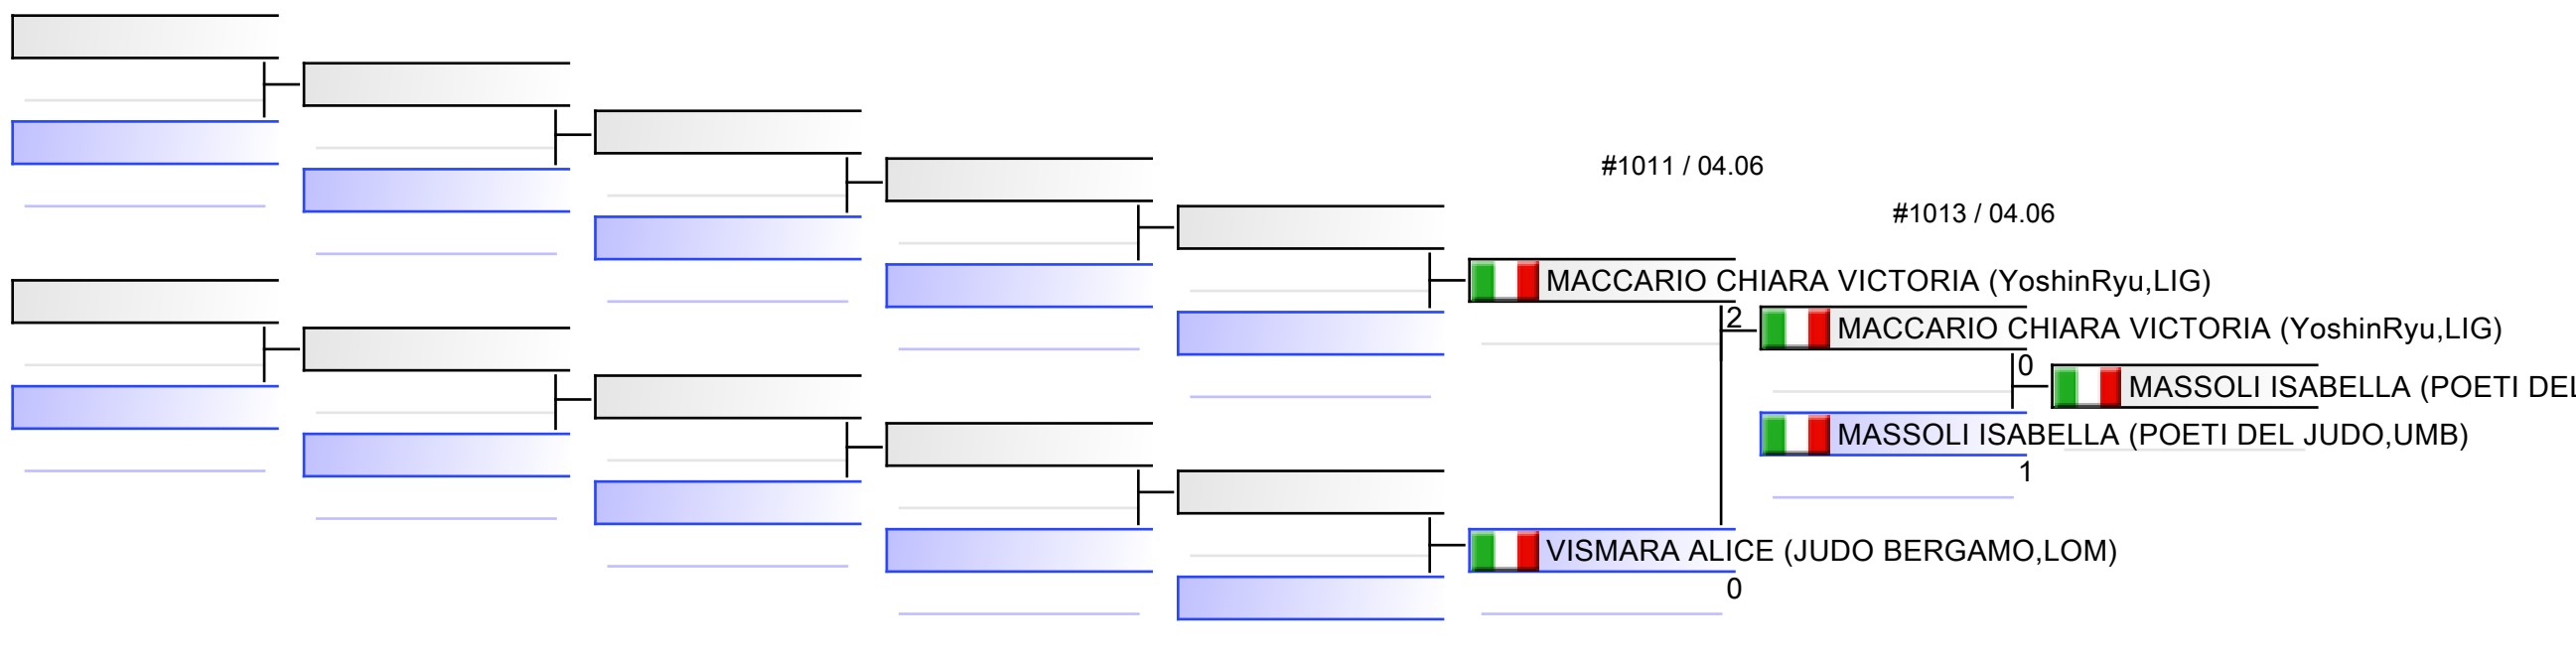 #1011 / 04.06
#1013 / 04.06
MACCARIO CHIARA VICTORIA (YoshinRyu,LIG)
2
MACCARIO CHIARA VICTORIA (YoshinRyu,LIG)
0
MASSOLI ISABELLA (POETI DEL
MASSOLI ISABELLA (POETI DEL JUDO,UMB)
1
VISMARA ALICE (JUDO BERGAMO,LOM)
0